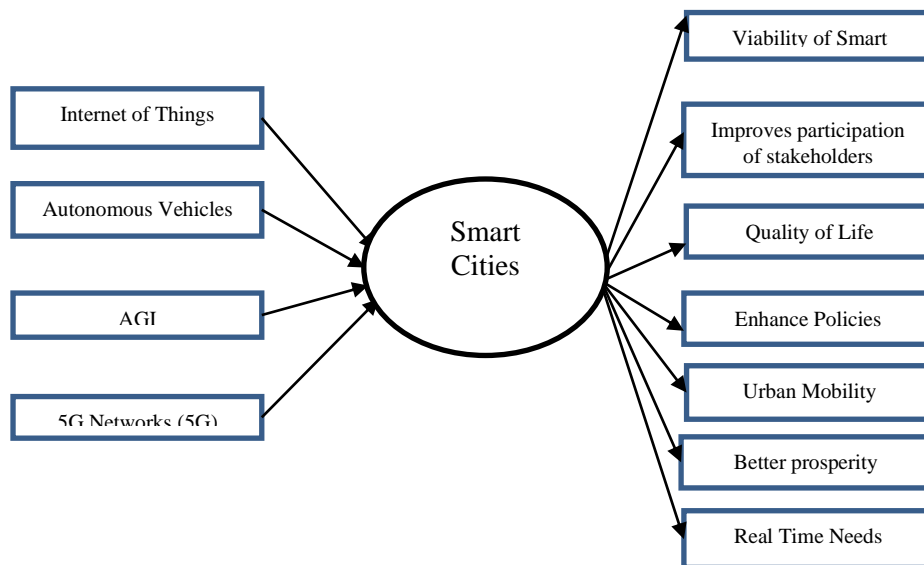 Internet of Things
Autonomous Vehicles
AGI
5G Networks (5G)
Smart
Cities
Viability of Smart
Improves participation
of stakeholders
Quality of Life
Enhance Policies
Urban Mobility
Better prosperity
Real Time Needs